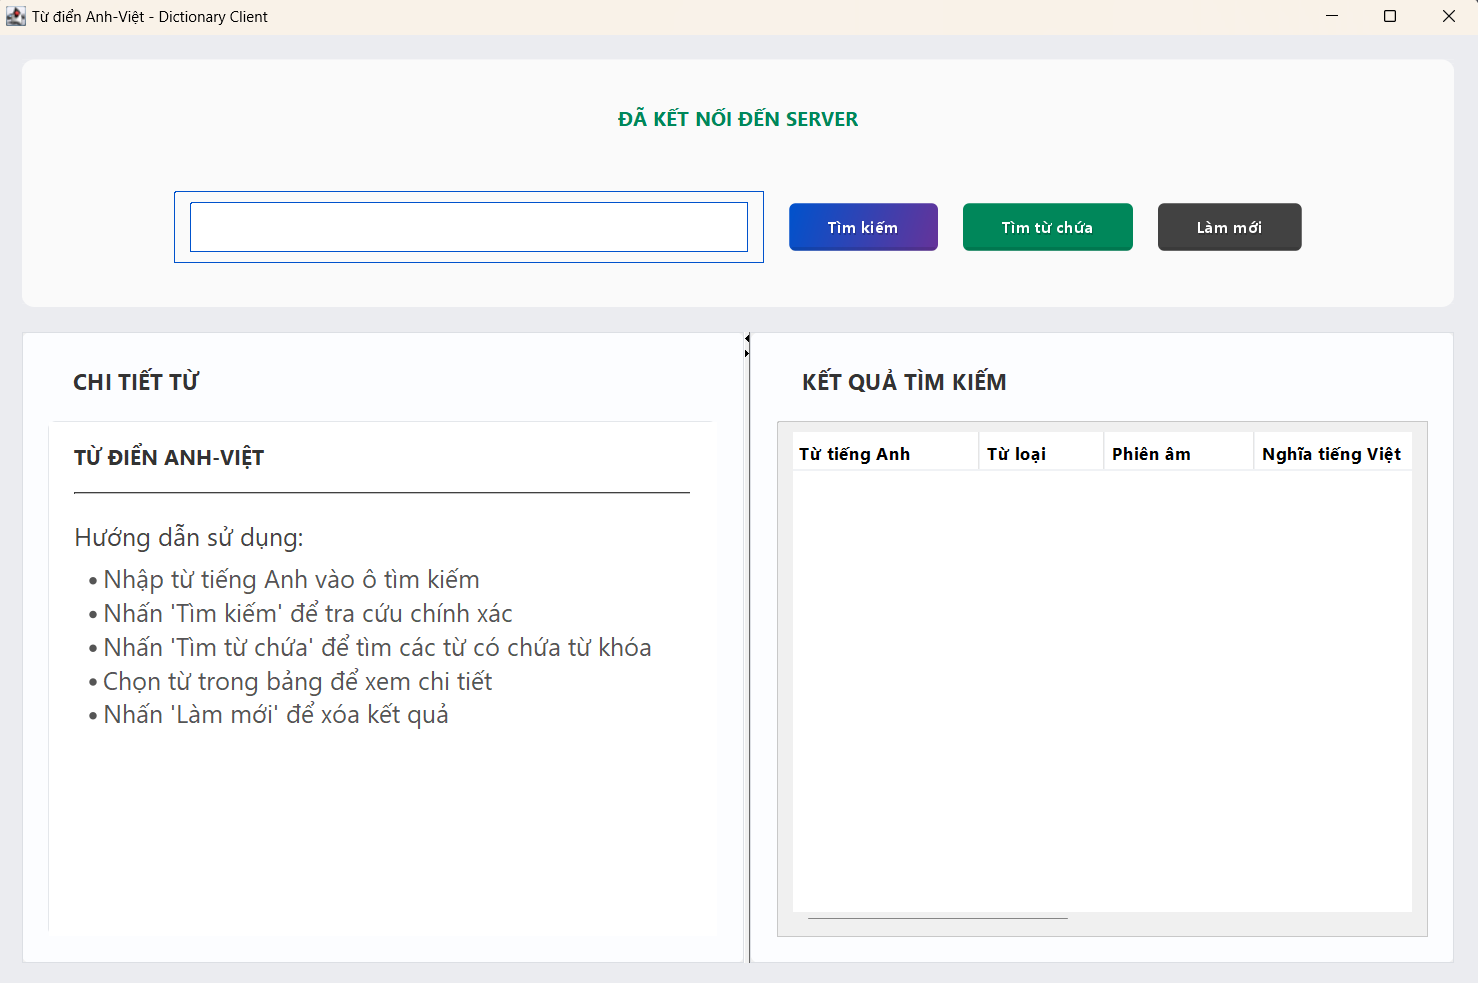 Từ điển Anh-Việt - Dictionary Client
ĐÃ KẾT NỐI ĐẾN SERVER
Tìm kiếm
Tìm từ chứa
Làm mới
CHI TIẾT TỪ
TỪ ĐIỂN ANH-VIỆT
Hướng dẫn sử dụng:
• Nhập từ tiếng Anh vào ô tìm kiếm
• Nhấn 'Tìm kiếm' để tra cứu chính xác
• Nhấn 'Tìm từ chứa' để tìm các từ có chứa từ khóa
• Chọn từ trong bảng để xem chi tiết
• Nhấn 'Làm mới' để xóa kết quả
KẾT QUẢ TÌM KIẾM
Từ tiếng Anh Từ loại Phiên âm Nghĩa tiếng Việt